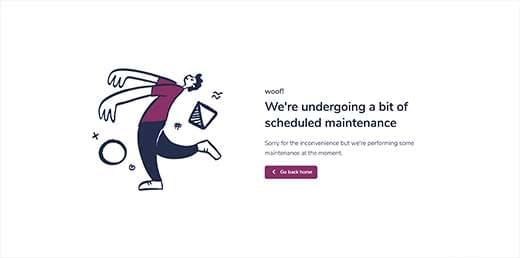 woof!
We're undergoing a bit of
scheduled maintenance
Sorry for the inconvenience but we're performing some
maintenance at the moment.
Go back home